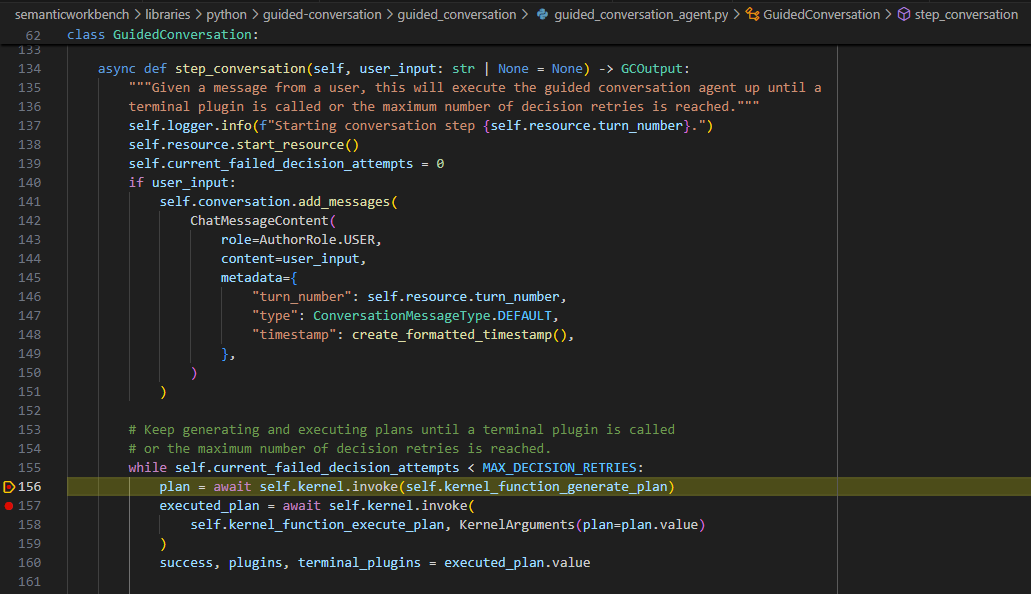 semanticworkbench > libraries > python > guided-conversation > guided_conversation > guided_conversation_agent.py > GuidedConversation > step_conversation
62 class GuidedConversation:
133
134 async def step_conversation(self, user_input: str | None = None) -> GCOutput:
135 """Given a message from a user, this will execute the guided conversation agent up until a
136 terminal plugin is called or the maximum number of decision retries is reached."""
137 self.logger.info(f"Starting conversation step {self.resource.turn_number}.")
138 self.resource.start_resource()
139 self.current_failed_decision_attempts = 0
140 if user_input:
141 self.conversation.add_messages(
142 ChatMessageContent(
143 role=AuthorRole.USER,
144 content=user_input,
145 metadata={
146 "turn_number": self.resource.turn_number,
147 "type": ConversationMessageType.DEFAULT,
148 "timestamp": create_formatted_timestamp(),
149 },
150 )
151 )
152
153 # Keep generating and executing plans until a terminal plugin is called
154 # or the maximum number of decision retries is reached.
155 while self.current_failed_decision_attempts < MAX_DECISION_RETRIES:
156 plan = await self.kernel.invoke(self.kernel_function_generate_plan)
157 executed_plan = await self.kernel.invoke(
158 self.kernel_function_execute_plan, KernelArguments(plan=plan.value)
159 )
160 success, plugins, terminal_plugins = executed_plan.value
161